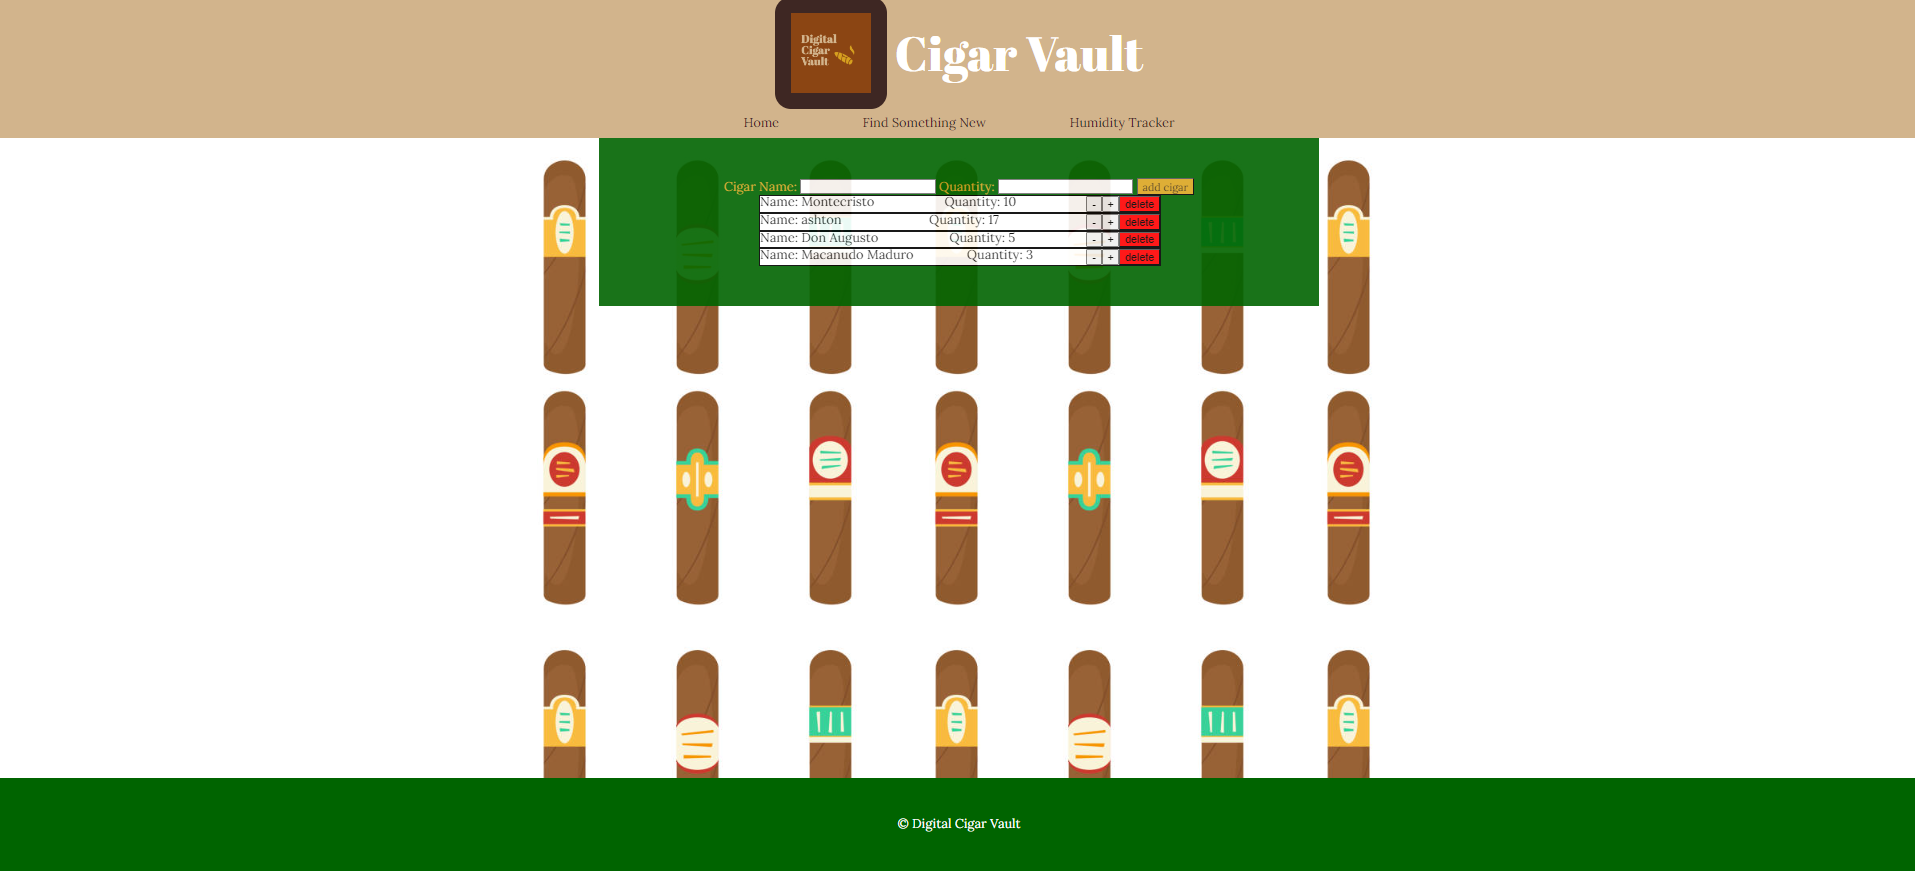 Digital
Cigar
Vault
Cigar Vault
Home Find Something New Humidity Tracker
Cigar Name: Quantity: add cigar
Name: Montecristo Quantity: 10 - + delete
Name: ashton Quantity: 17 - + delete
Name: Don Augusto Quantity: 5 - + delete
Name: Macanudo Maduro Quantity: 3 - + delete
© Digital Cigar Vault